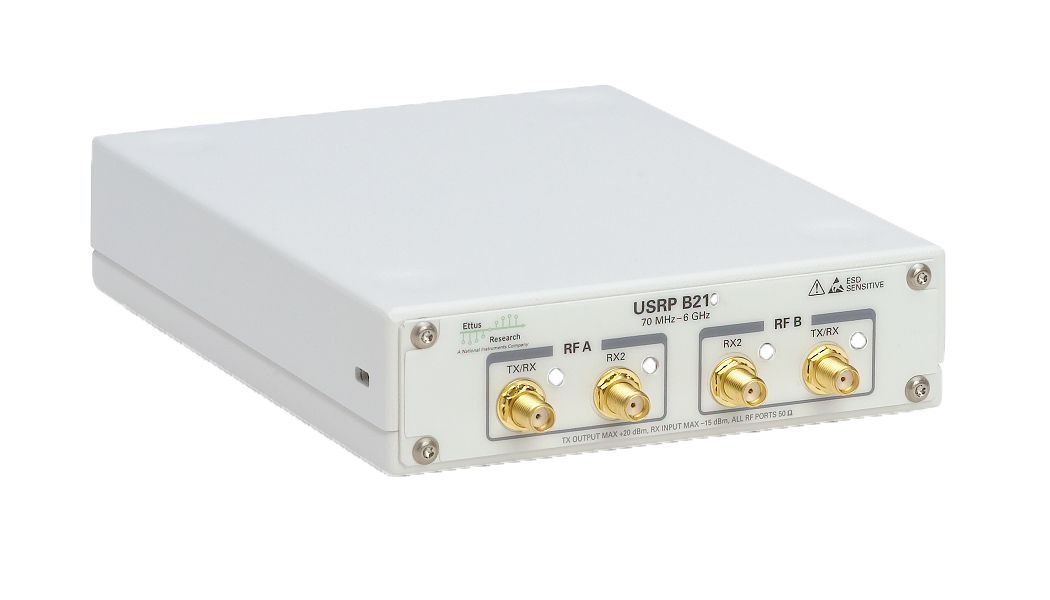 USRP B210
70 MHz–6 GHz
ESD
SENSITIVE
Ettus
Research
A National Instruments Company
RF A
TX/RX
RX2
RF B
RX2
TX/RX
TX OUTPUT MAX +20 dBm, RX INPUT MAX –15 dBm, ALL RF PORTS 50 Ω